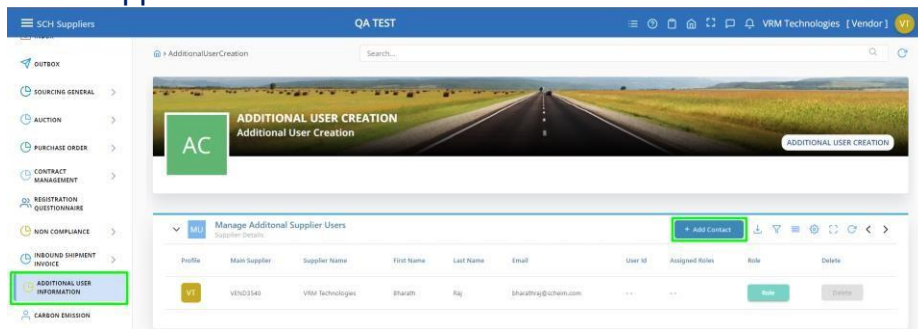 SCH Suppliers
QA TEST
VRM Technologies [ Vendor ]
VT
OUTBOX
SOURCING GENERAL
AUCTION
PURCHASE ORDER
CONTRACT
MANAGEMENT
REGISTRATION
QUESTIONNAIRE
NON COMPLIANCE
INBOUND SHIPMENT
INVOICE
ADDITIONAL USER
INFORMATION
CARBON EMISSION
> AdditionalUserCreation
Search...
AC
ADDITIONAL USER CREATION
Additional User Creation
ADDITIONAL USER CREATION
MU
Manage Additonal Supplier Users
Supplier Details
+ Add Contact
Profile Main Supplier Supplier Name First Name Last Name Email User Id Assigned Roles Role Delete
VT VEND3540 VRM Technologies Bharath Raj bharathraj@scheim.com -- -- Role Delete